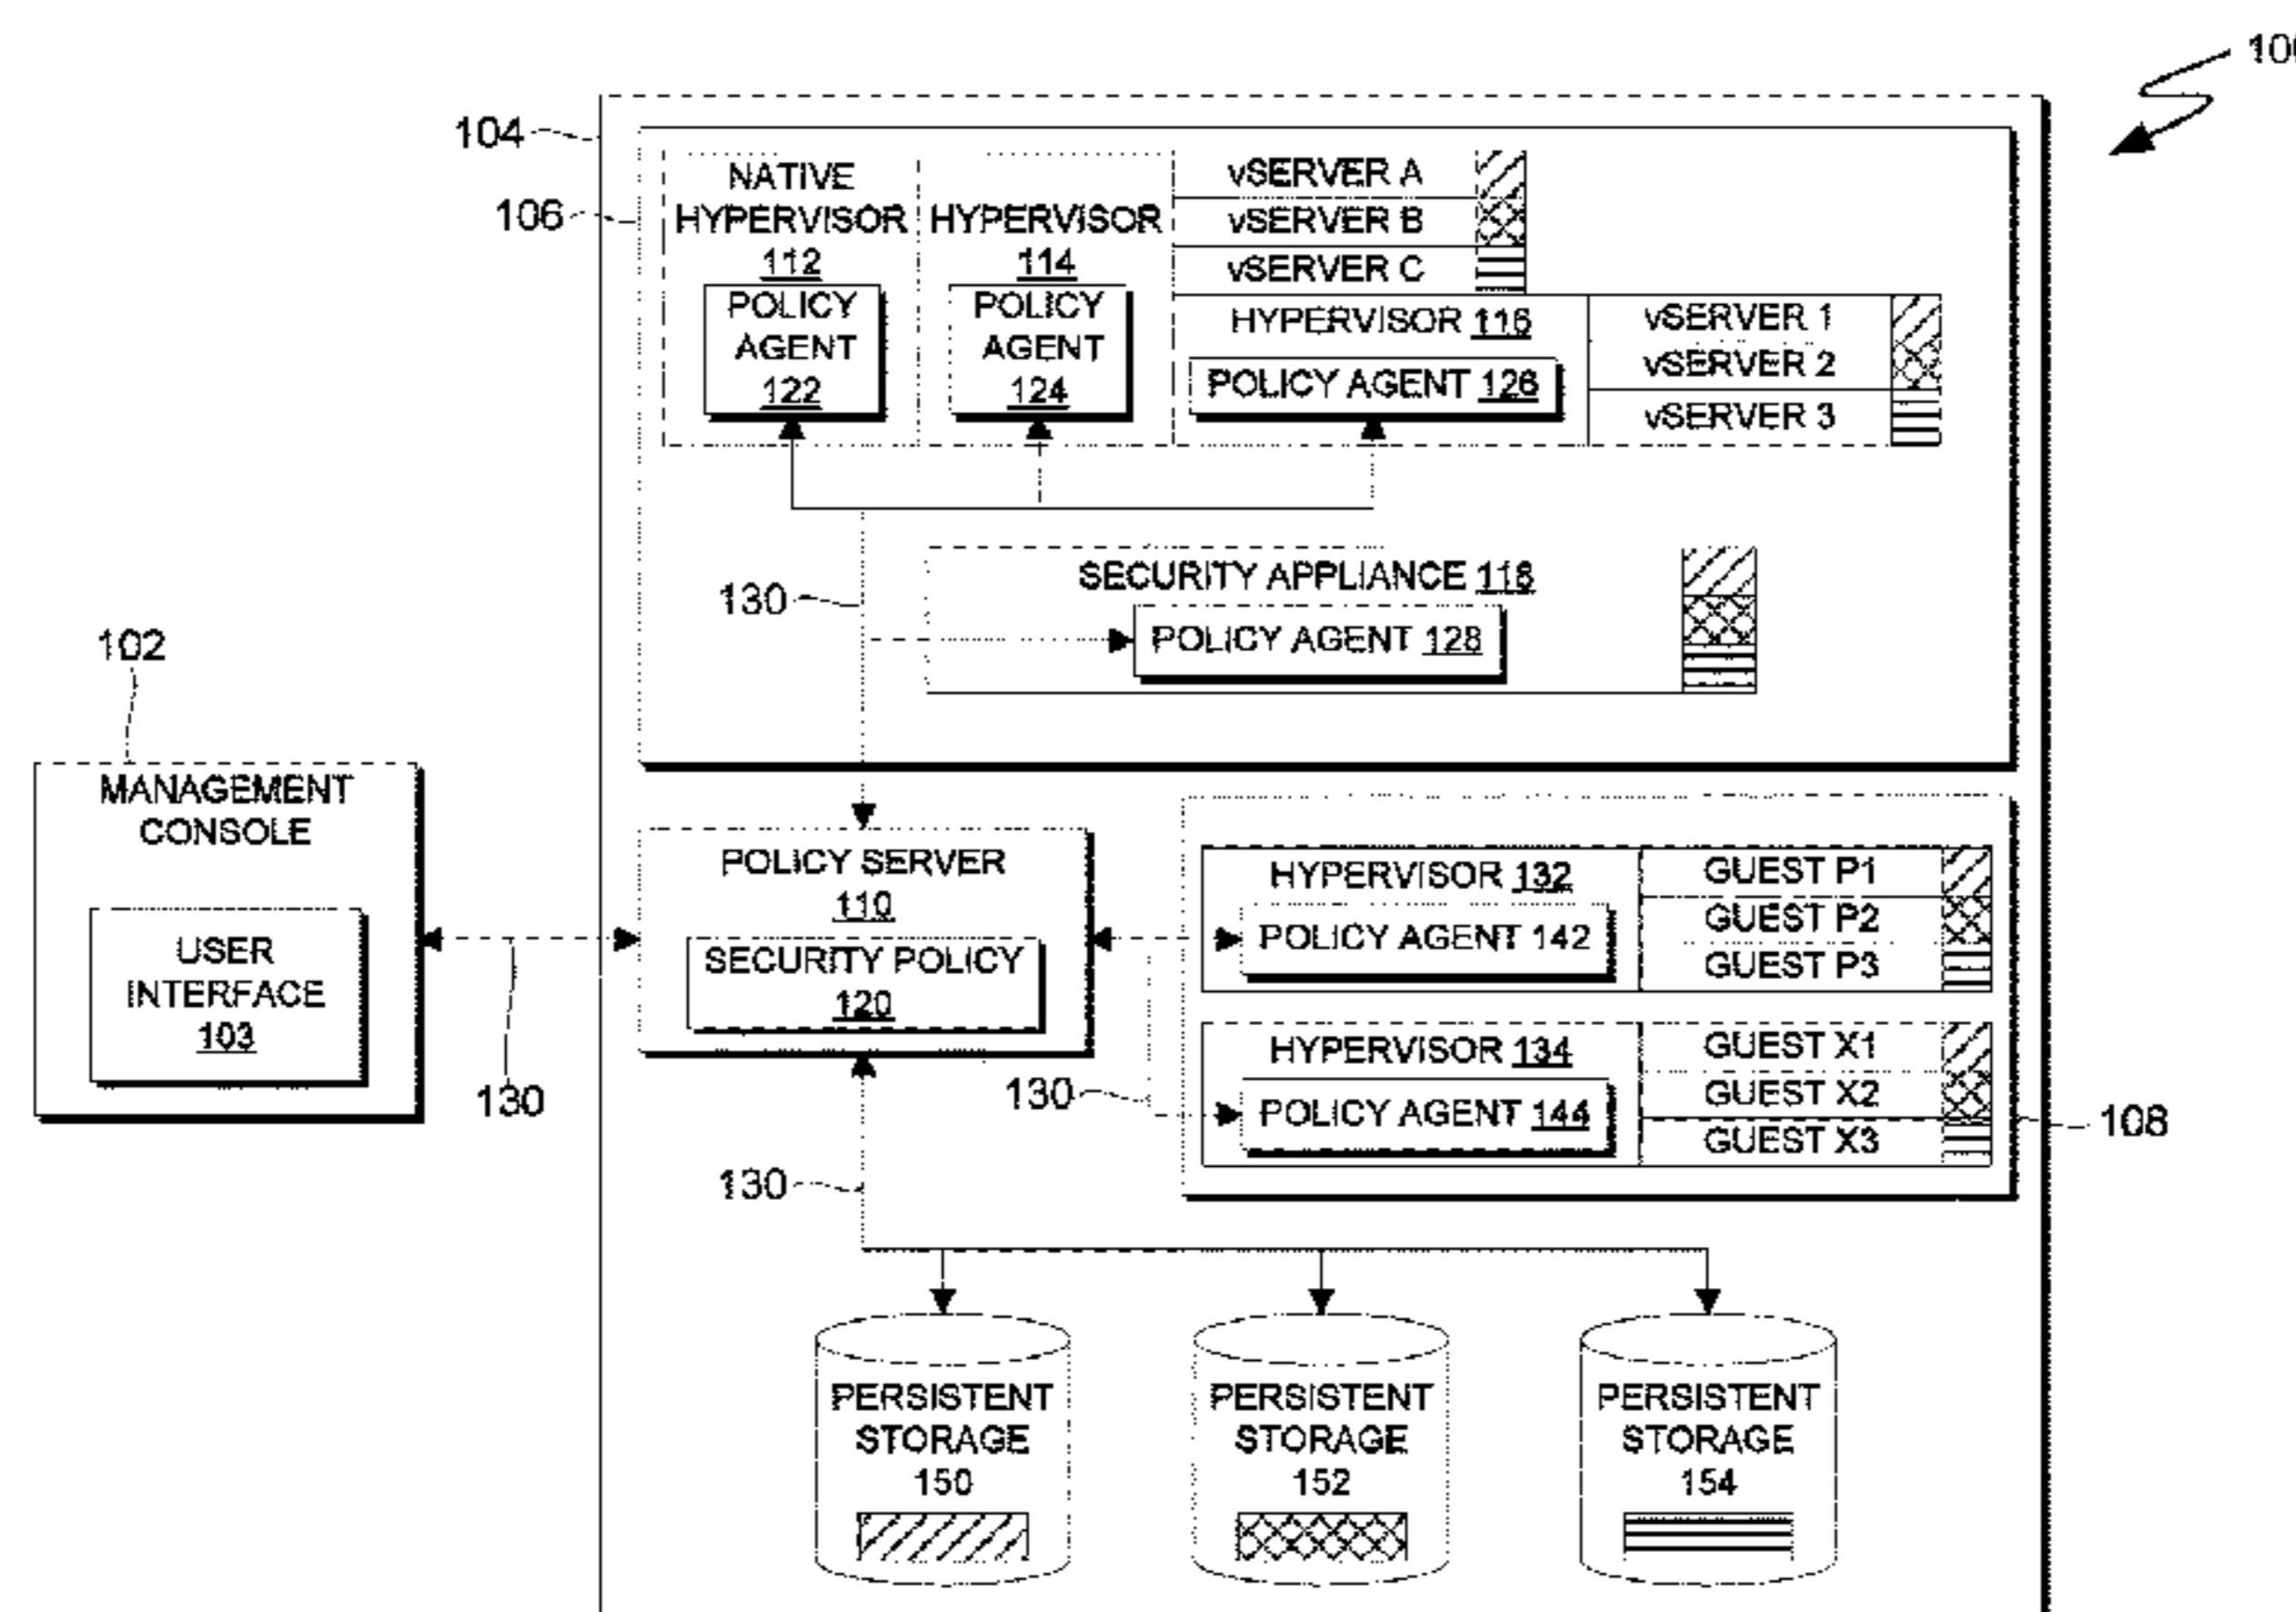 104
106
NATIVE
HYPERVISOR
112
POLICY
AGENT
122
HYPERVISOR
114
POLICY
AGENT
124
vSERVER A
vSERVER B
vSERVER C
HYPERVISOR 116
POLICY AGENT 126
vSERVER 1
vSERVER 2
vSERVER 3
130
SECURITY APPLIANCE 118
POLICY AGENT 128
102
MANAGEMENT
CONSOLE
USER
INTERFACE
103
130
POLICY SERVER
110
SECURITY POLICY
120
HYPERVISOR 132
POLICY AGENT 142
GUEST P1
GUEST P2
GUEST P3
130
HYPERVISOR 134
POLICY AGENT 144
GUEST X1
GUEST X2
GUEST X3
108
130
PERSISTENT
STORAGE
150
PERSISTENT
STORAGE
152
PERSISTENT
STORAGE
154